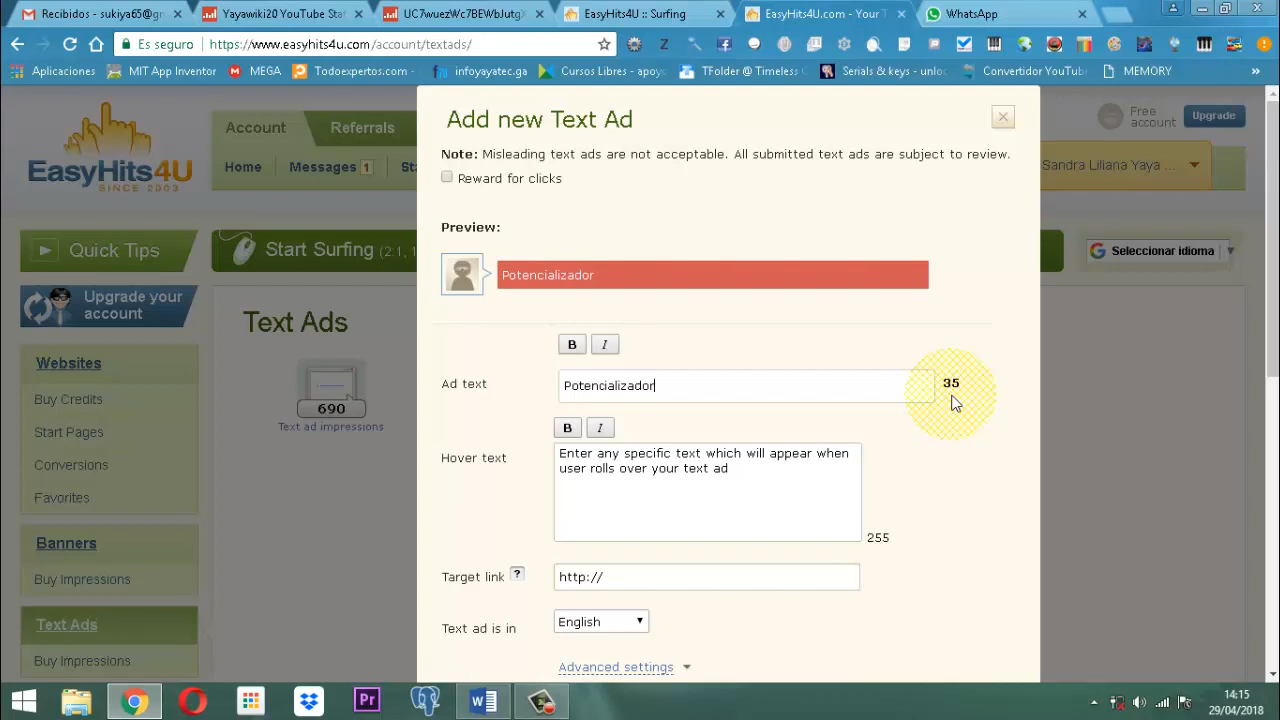 Recibidos - sukiya65@gr
Yayawiki20 YouTube Stat
UC7wuezWc7BEWbJutgX
EasyHits4U :: Surfing
EasyHits4U.com - Your T
WhatsApp
Es seguro
https://www.easyhits4u.com/account/textads/
Aplicaciones
MIT App Inventor
MEGA
Todoexpertos.com -
infoyayatec.ga
Cursos Libres - apoyo
TFolder @ Timeless
Serials & keys - unloc
Convertidor YouTub
MEMORY
»
EasyHits4U
SINCE 2003
Account
Referrals
Home
Messages 1
Sta
Free account
Upgrade
Sandra Liliana Yaya ...
Quick Tips
Start Surfing (2:1, 1
Seleccionar idioma
Upgrade your account
Text Ads
690
Text ad impressions
Websites
Buy Credits
Start Pages
Conversions
Favorites
Banners
Buy Impressions
Text Ads
Buy Impressions
Add new Text Ad
Note: Misleading text ads are not acceptable. All submitted text ads are subject to review.
Reward for clicks
Preview:
Potencializador
B I
Ad text
Potencializador
35
B I
Hover text
Enter any specific text which will appear when
user rolls over your text ad
255
Target link ?
http://
Text ad is in
English
Advanced settings
14:15
29/04/2018